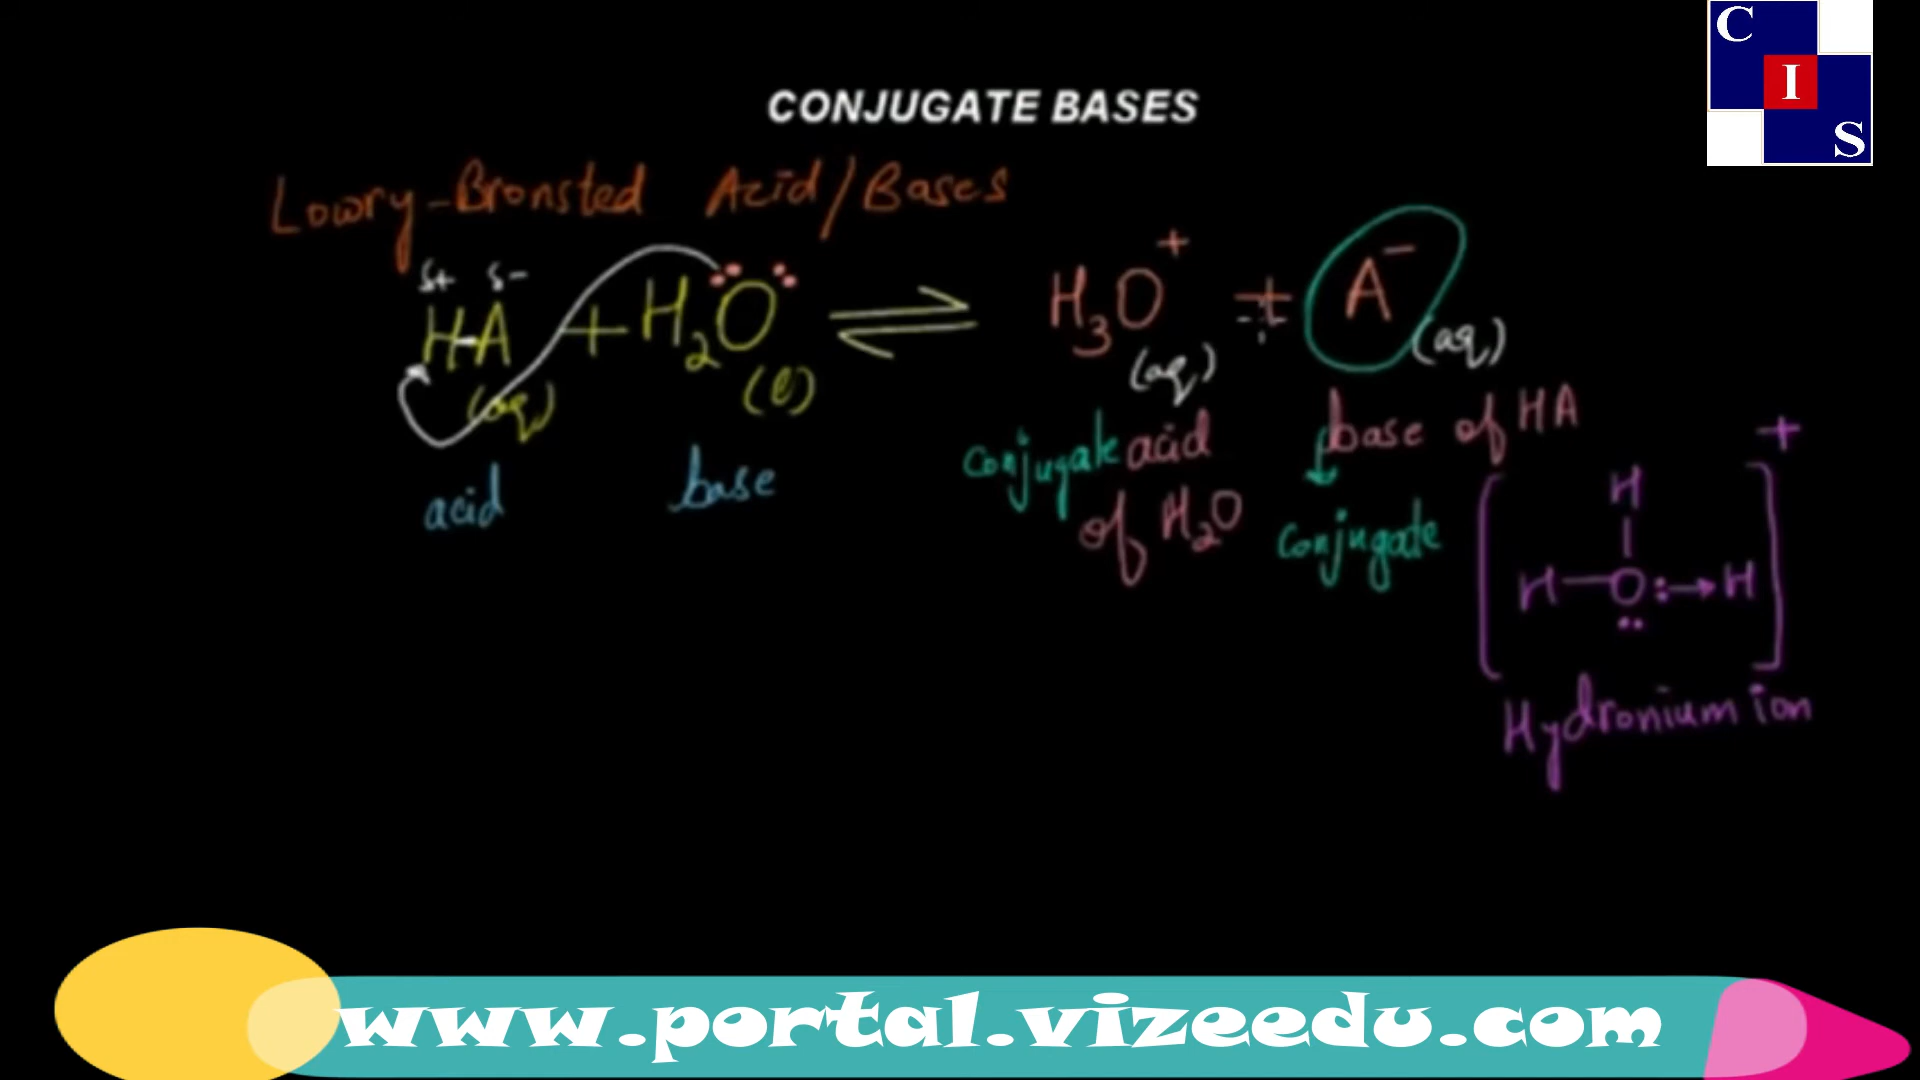 C
I
S
CONJUGATE BASES
Lowry-Bronsted Acid/Bases
δ+ δ-
H-A + H2O ⇌ H3O+ + A-
(aq) (l) (aq) (aq)
acid base
conjugate acid of H2O
base of HA
conjugate
+
H
H-O:→H
Hydronium ion
www.portal.vizeedu.com